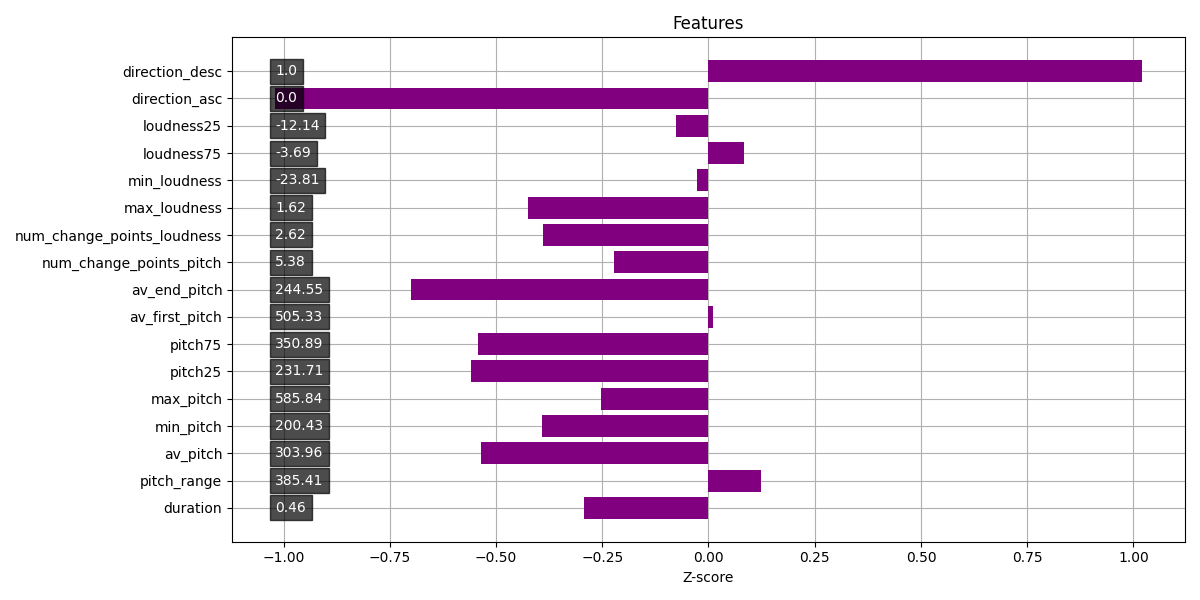 Features
direction_desc 1.0
direction_asc 0.0
loudness25 -12.14
loudness75 -3.69
min_loudness -23.81
max_loudness 1.62
num_change_points_loudness 2.62
num_change_points_pitch 5.38
av_end_pitch 244.55
av_first_pitch 505.33
pitch75 350.89
pitch25 231.71
max_pitch 585.84
min_pitch 200.43
av_pitch 303.96
pitch_range 385.41
duration 0.46
−1.00 −0.75 −0.50 −0.25 0.00 0.25 0.50 0.75 1.00
Z-score